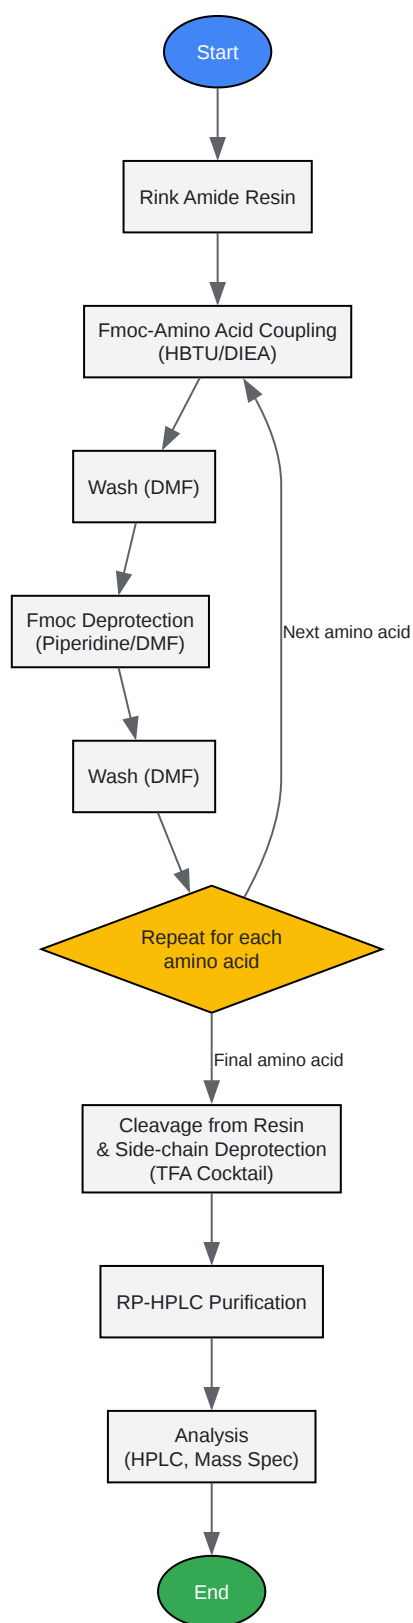 Start
Rink Amide Resin
Fmoc-Amino Acid Coupling
(HBTU/DIEA)
Wash (DMF)
Fmoc Deprotection
(Piperidine/DMF)
Next amino acid
Wash (DMF)
Repeat for each
amino acid
Final amino acid
Cleavage from Resin
& Side-chain Deprotection
(TFA Cocktail)
RP-HPLC Purification
Analysis
(HPLC, Mass Spec)
End